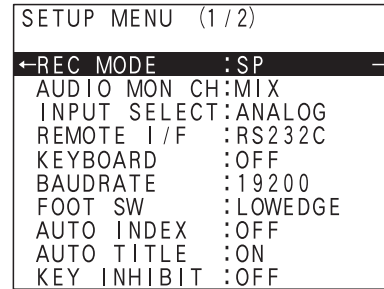 SETUP MENU (1/2)
←REC MODE :SP –
AUDIO MON CH:MIX
INPUT SELECT:ANALOG
REMOTE I/F :RS232C
KEYBOARD :OFF
BAUDRATE :19200
FOOT SW :LOWEDGE
AUTO INDEX :OFF
AUTO TITLE :ON
KEY INHIBIT :OFF